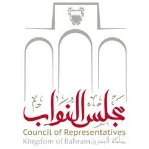 مجلس النواب
Council of Representatives
Kingdom of Bahrain مملكة البحرين